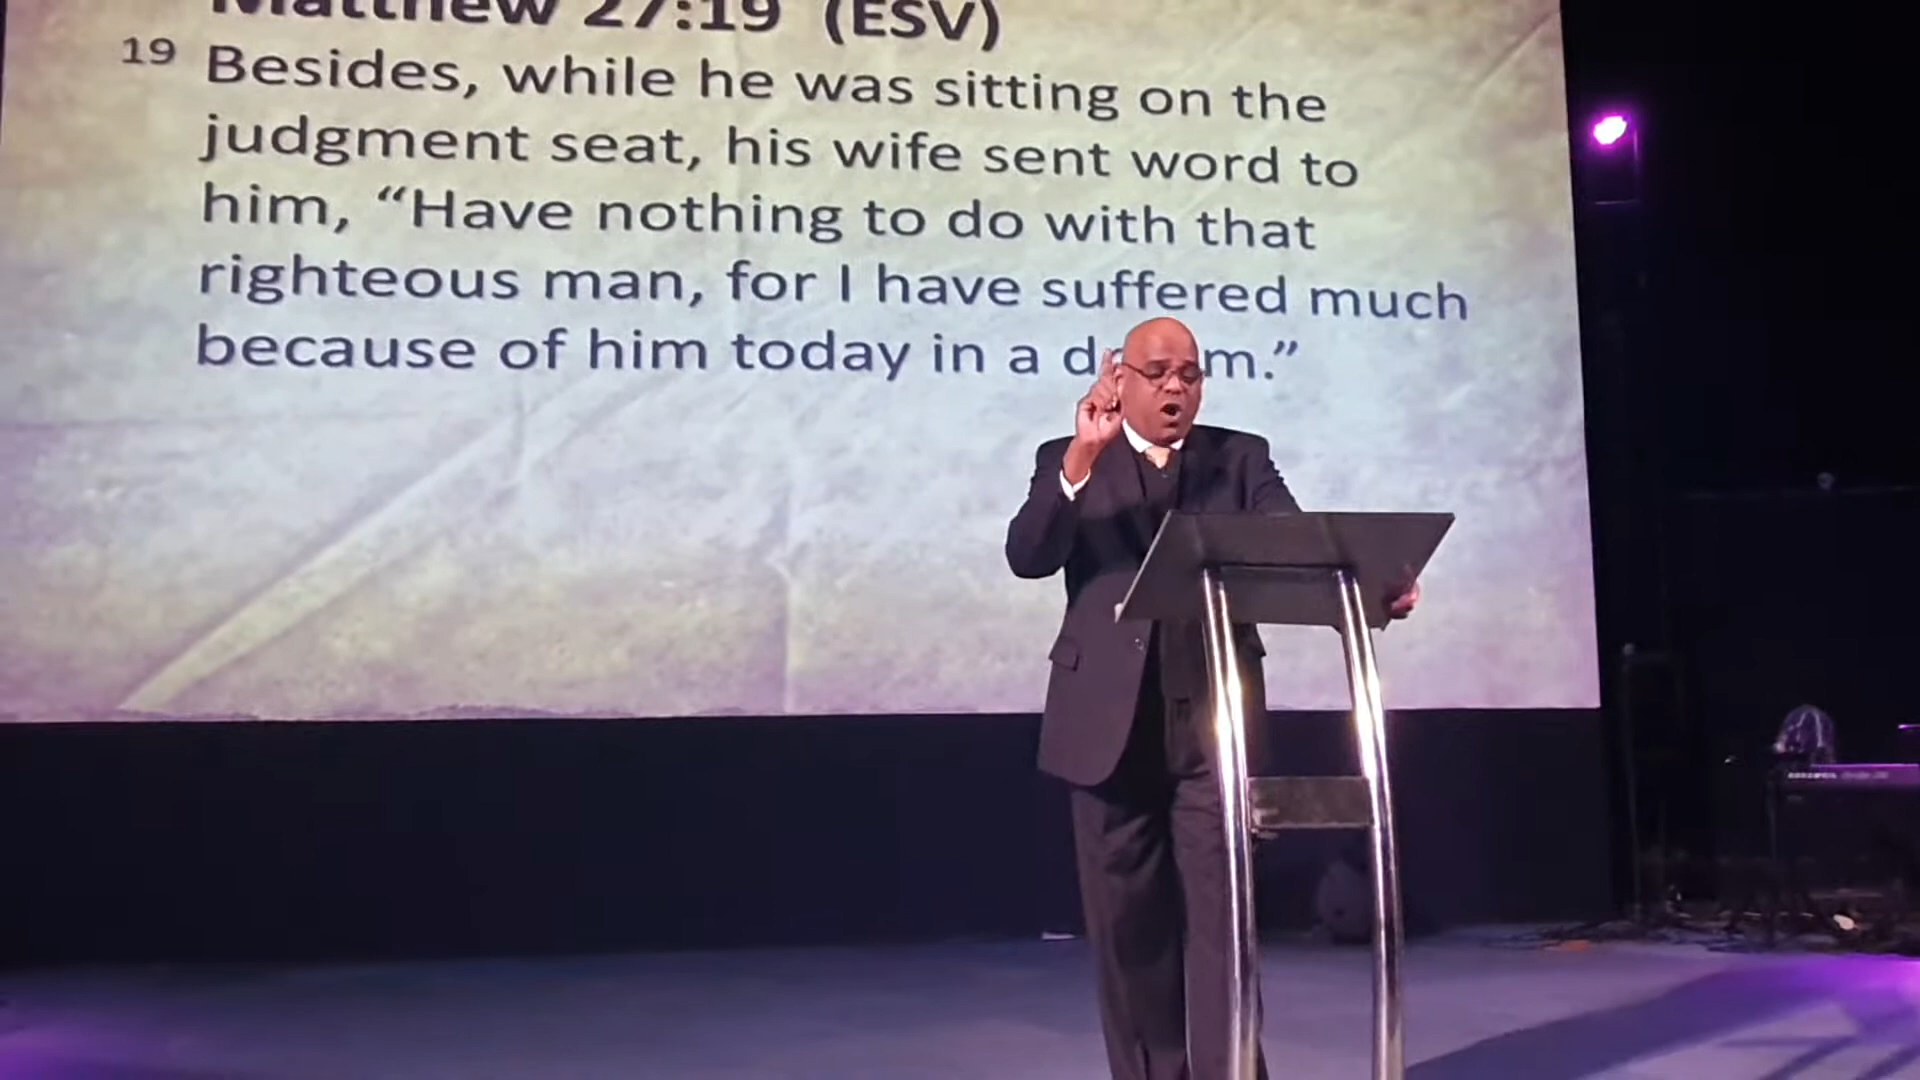 Matthew 27:19 (ESV)
19 Besides, while he was sitting on the
judgment seat, his wife sent word to
him, “Have nothing to do with that
righteous man, for I have suffered much
because of him today in a d m.”